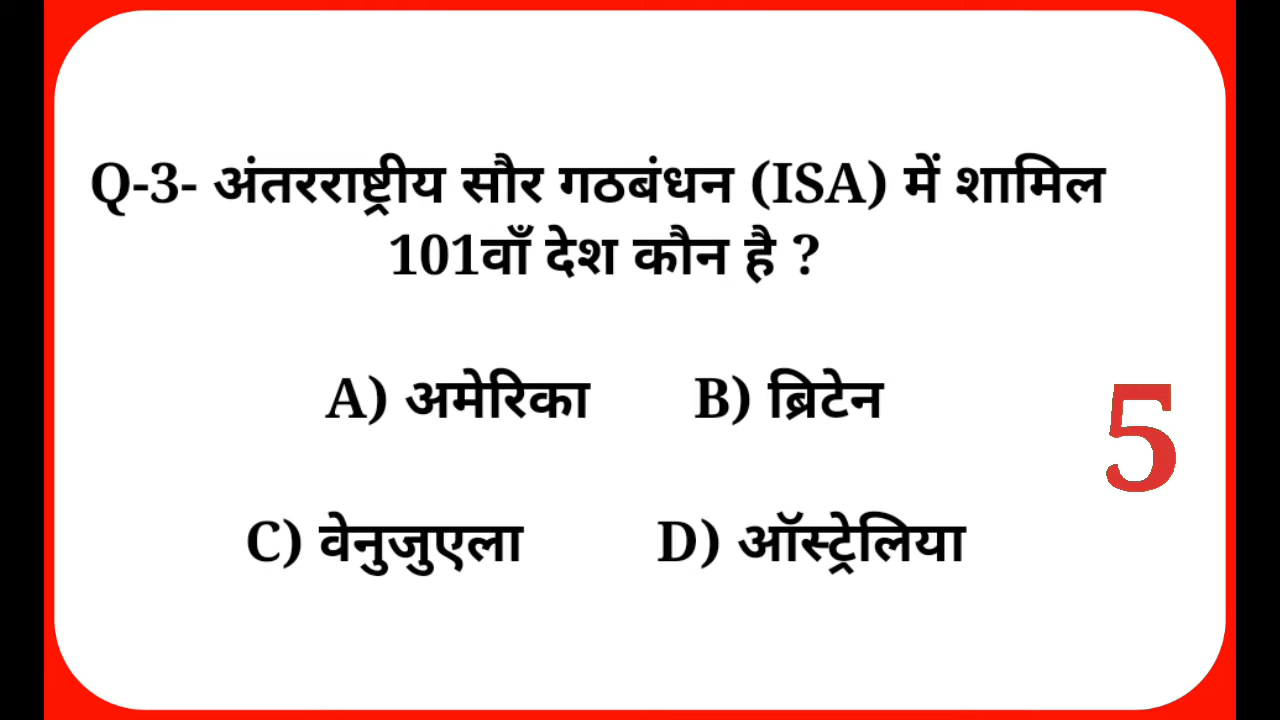 Q-3- अंतरराष्ट्रीय सौर गठबंधन (ISA) में शामिल
101वाँ देश कौन है ?
A) अमेरिका B) ब्रिटेन
5
C) वेनुजुएला D) ऑस्ट्रेलिया